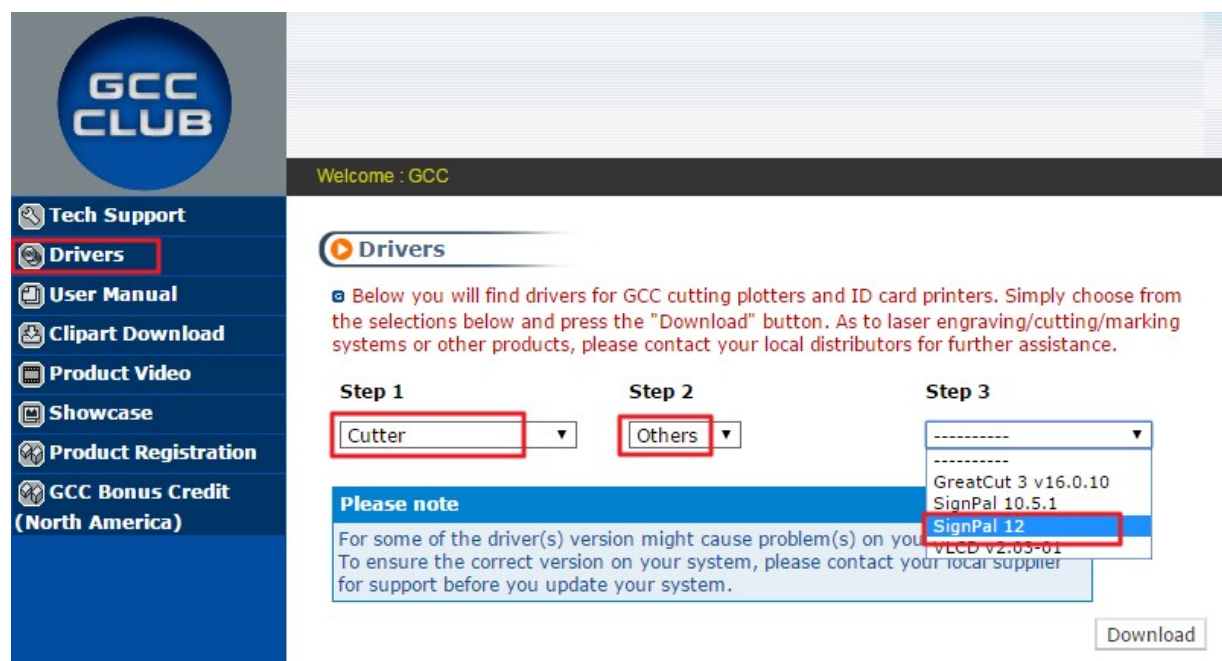 GCC
CLUB
Welcome : GCC
Tech Support
Drivers
User Manual
Clipart Download
Product Video
Showcase
Product Registration
GCC Bonus Credit
(North America)
Drivers
Below you will find drivers for GCC cutting plotters and ID card printers. Simply choose from
the selections below and press the "Download" button. As to laser engraving/cutting/marking
systems or other products, please contact your local distributors for further assistance.
Step 1
Step 2
Step 3
Cutter
Others
----------
----------
GreatCut 3 v16.0.10
SignPal 10.5.1
SignPal 12
VLCD v2.03-01
Please note
For some of the driver(s) version might cause problem(s) on you
To ensure the correct version on your system, please contact your local supplier
for support before you update your system.
Download